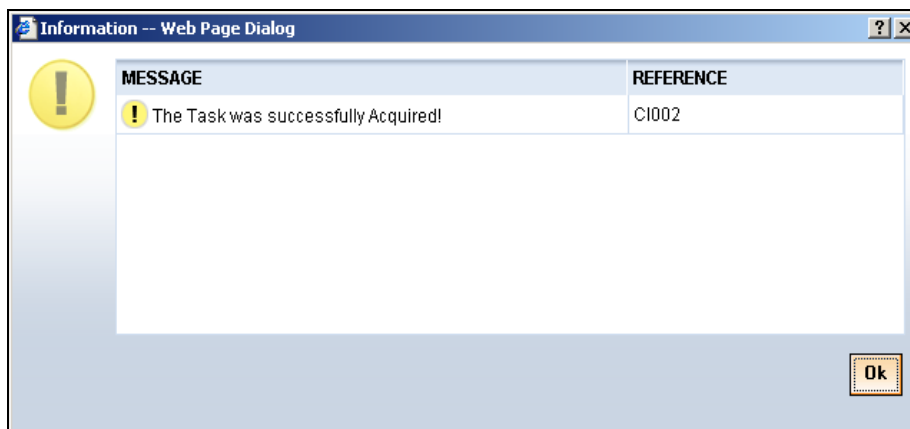 Information -- Web Page Dialog
MESSAGE REFERENCE
The Task was successfully Acquired! CI002
Ok